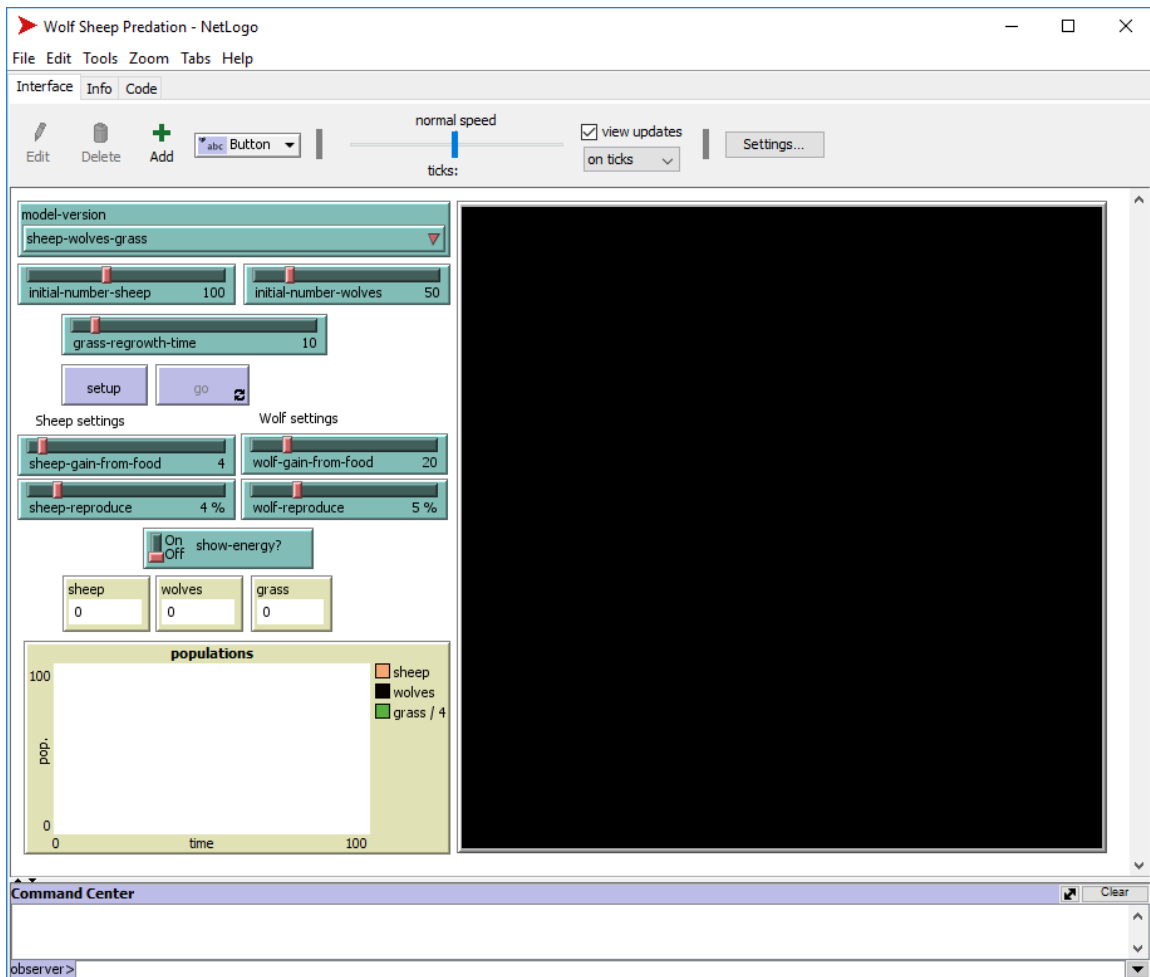 Wolf Sheep Predation - NetLogo
File Edit Tools Zoom Tabs Help
Interface Info Code
Edit Delete Add abc Button
normal speed
ticks:
view updates
on ticks
Settings...
model-version
sheep-wolves-grass
initial-number-sheep 100
initial-number-wolves 50
grass-regrowth-time 10
setup go
Sheep settings Wolf settings
sheep-gain-from-food 4
wolf-gain-from-food 20
sheep-reproduce 4 %
wolf-reproduce 5 %
On
Off
show-energy?
sheep wolves grass
0 0 0
populations
100
pop.
0
0 time 100
sheep
wolves
grass / 4
Command Center Clear
observer>